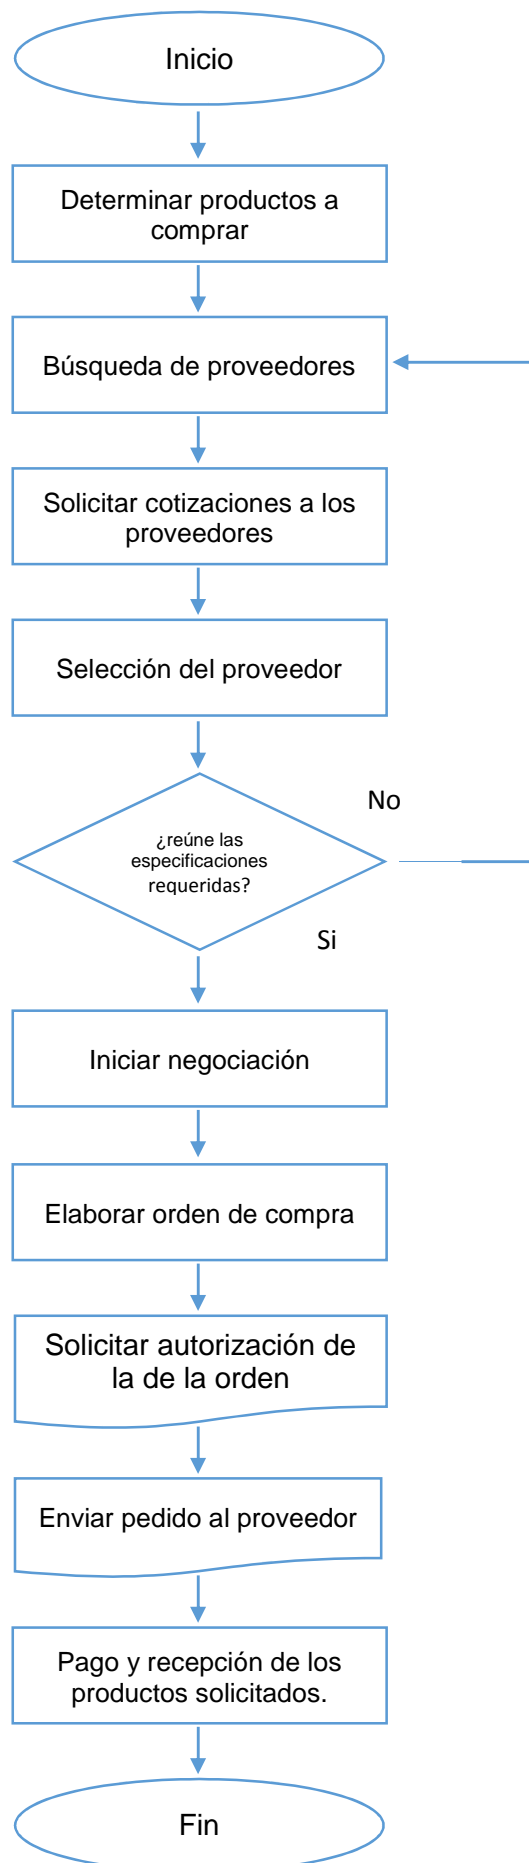 Inicio
Determinar productos a
comprar
Búsqueda de proveedores
Solicitar cotizaciones a los
proveedores
Selección del proveedor
No
¿reúne las
especificaciones
requeridas?
Si
Iniciar negociación
Elaborar orden de compra
Solicitar autorización de
la de la orden
Enviar pedido al proveedor
Pago y recepción de los
productos solicitados.
Fin